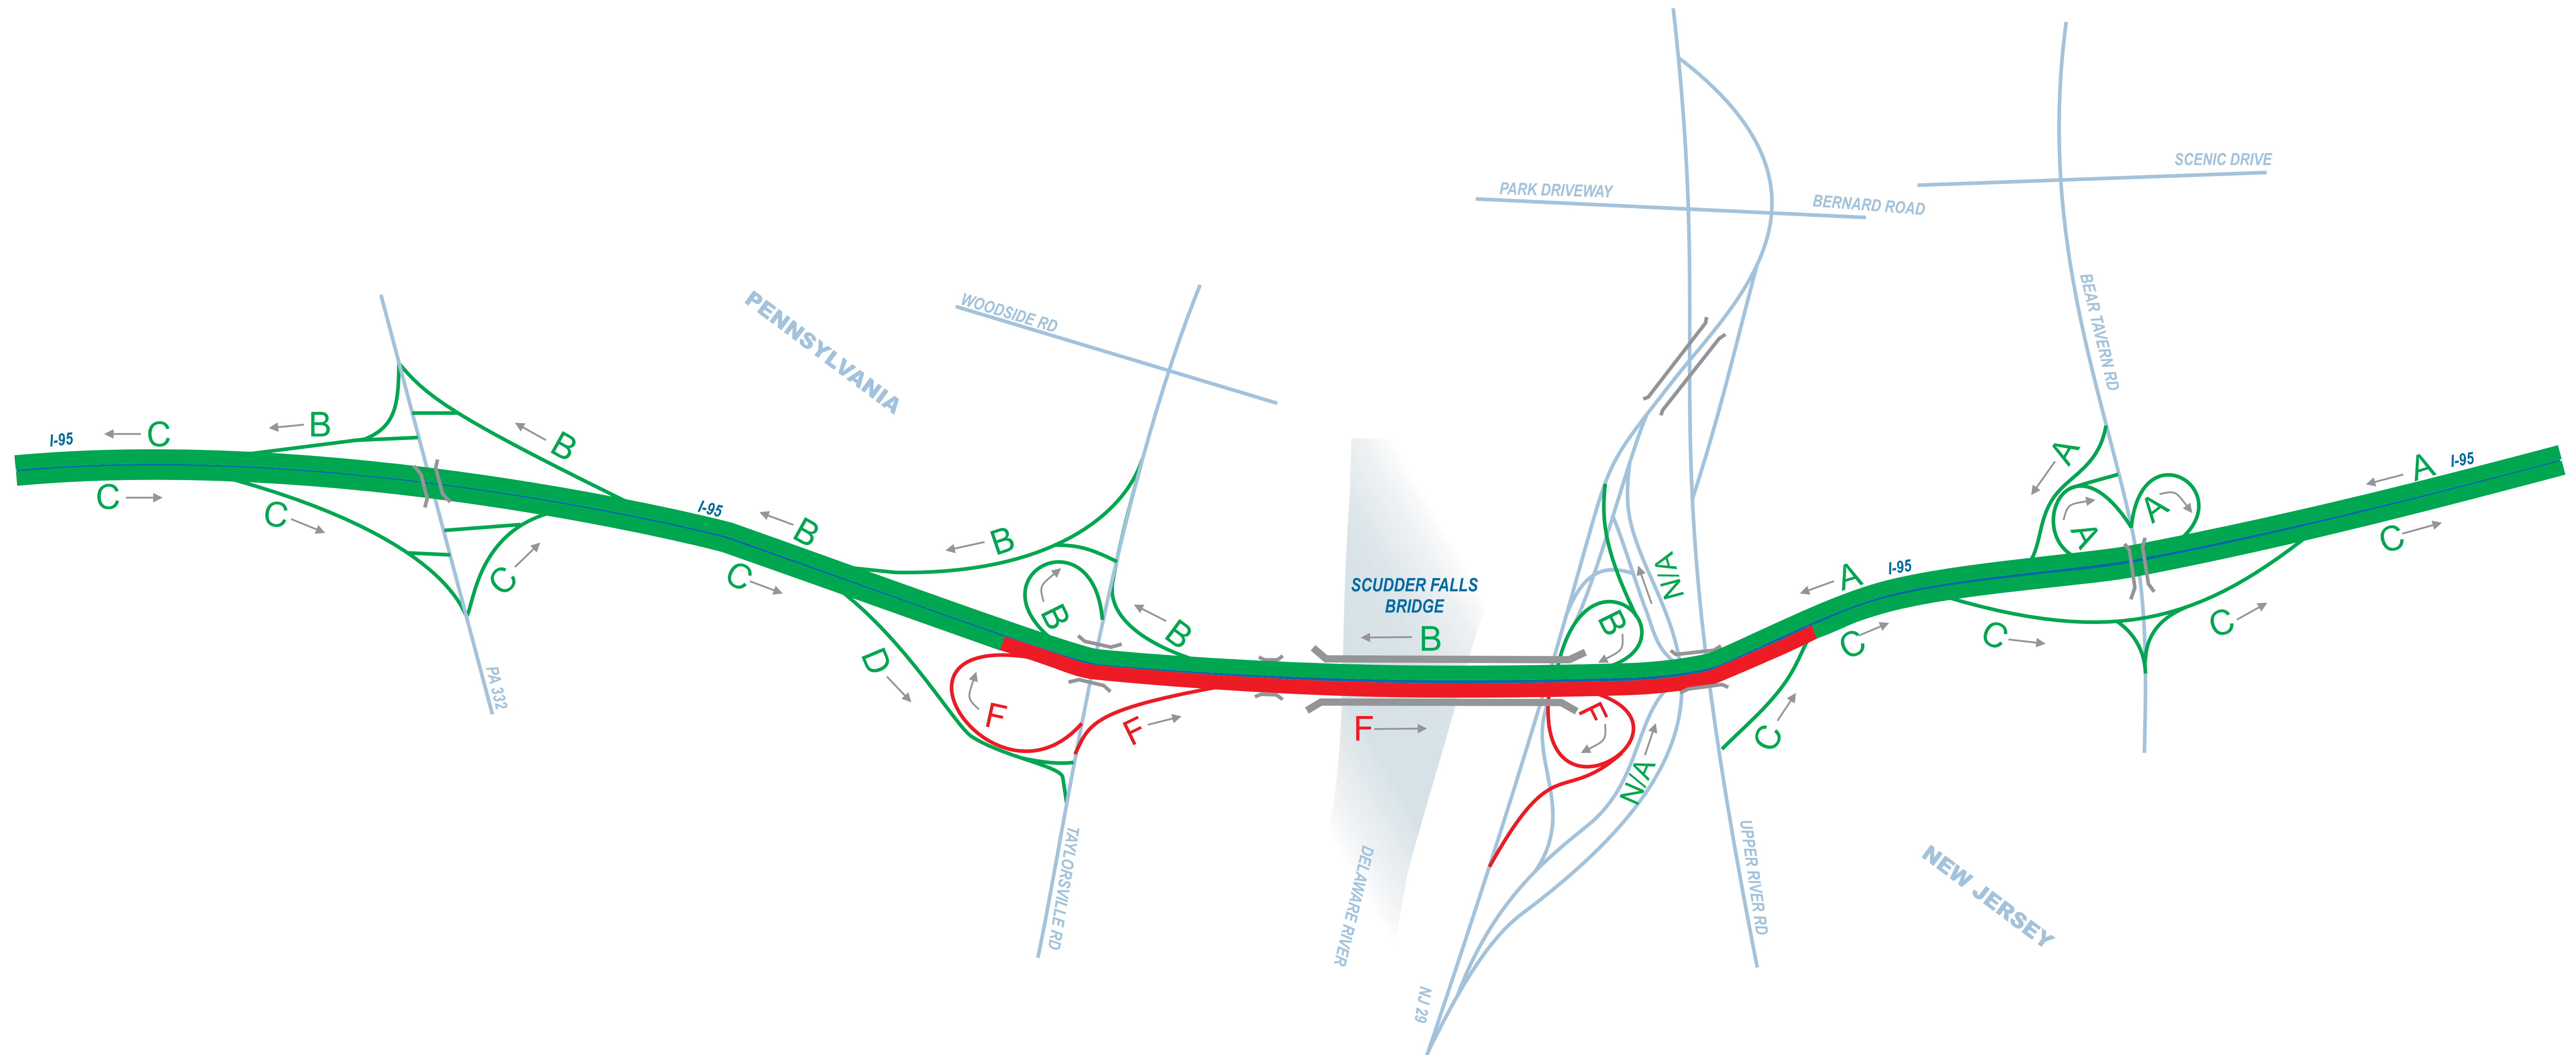 PARK DRIVEWAY
BERNARD ROAD
SCENIC DRIVE
BEAR TAVERN RD
PENNSYLVANIA
WOODSIDE RD
I-95
C
B
B
C
C
C
PA 332
I-95
B
C
B
B
B
D
F
F
TAYLORSVILLE RD
SCUDDER FALLS
BRIDGE
B
F
DELAWARE RIVER
B
N/A
F
N/A
NJ 29
UPPER RIVER RD
C
A
I-95
C
C
A
A
A
A
I-95
C
C
NEW JERSEY